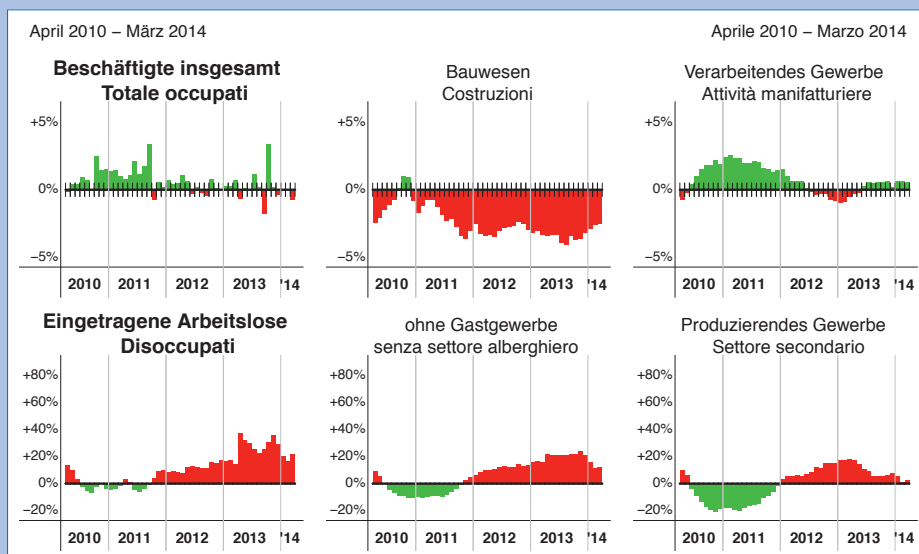 April 2010 – März 2014
Aprile 2010 – Marzo 2014
Beschäftigte insgesamt
Totale occupati
+5%
0%
–5%
2010 2011 2012 2013 '14
Bauwesen
Costruzioni
+5%
0%
–5%
2010 2011 2012 2013 '14
Verarbeitendes Gewerbe
Attività manifatturiere
+5%
0%
–5%
2010 2011 2012 2013 '14
Eingetragene Arbeitslose
Disoccupati
+80%
+60%
+40%
+20%
0%
–20%
2010 2011 2012 2013 '14
ohne Gastgewerbe
senza settore alberghiero
+80%
+60%
+40%
+20%
0%
–20%
2010 2011 2012 2013 '14
Produzierendes Gewerbe
Settore secondario
+80%
+60%
+40%
+20%
0%
–20%
2010 2011 2012 2013 '14